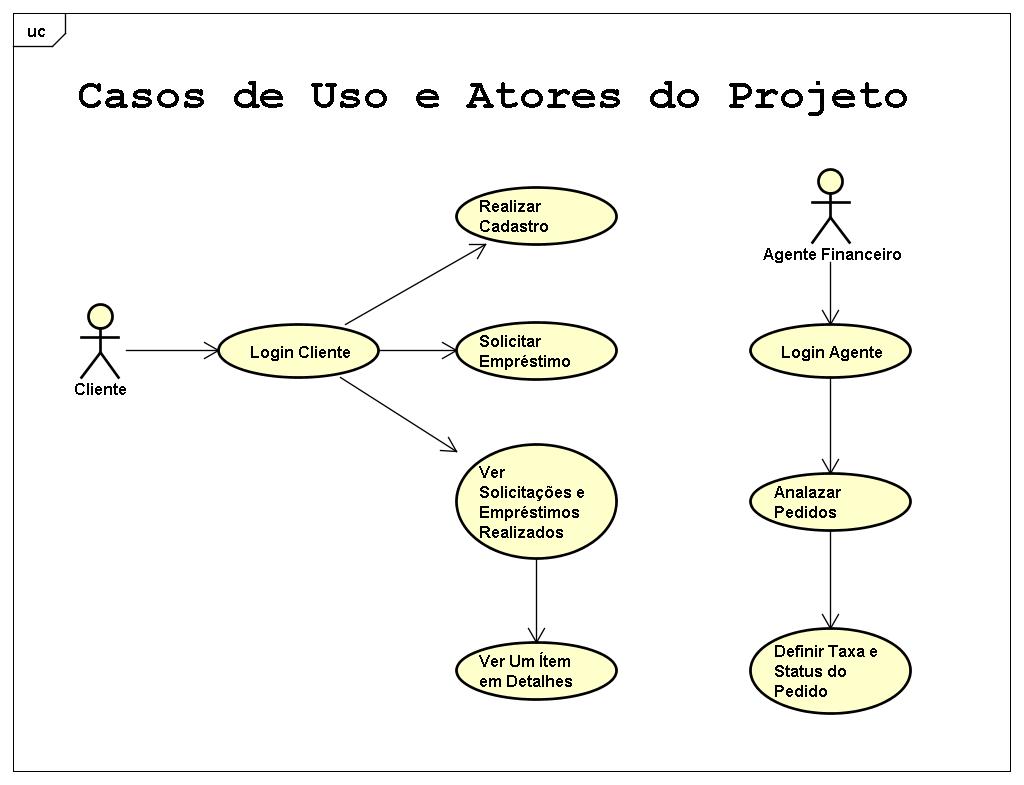 uc
Casos de Uso e Atores do Projeto
Realizar
Cadastro
Agente Financeiro
Cliente
Login Cliente
Solicitar
Empréstimo
Login Agente
Ver
Solicitações e
Empréstimos
Realizados
Analazar
Pedidos
Ver Um Ítem
em Detalhes
Definir Taxa e
Status do
Pedido